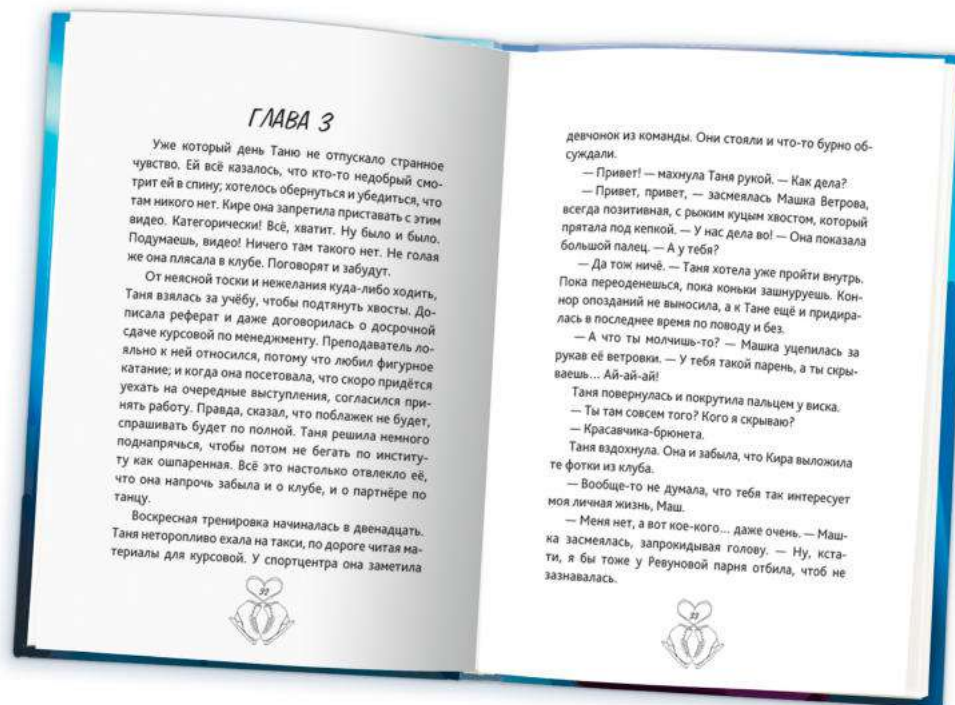 ГЛАВА 3
Уже который день Таню не отпускало странное
чувство. Ей всё казалось, что кто-то недобрый смо-
трит ей в спину; хотелось обернуться и убедиться, что
там никого нет. Кире она запретила приставать с этим
видео. Категорически! Всё, хватит. Ну было и было.
Подумаешь, видео! Ничего там такого нет. Не голая
же она плясала в клубе. Поговорят и забудут.
От неясной тоски и нежелания куда-либо ходить,
Таня взялась за учёбу, чтобы подтянуть хвосты. До-
писала реферат и даже договорилась о досрочной
сдаче курсовой по менеджменту. Преподаватель ло-
яльно к ней относился, потому что любил фигурное
катание; и когда она посетовала, что скоро придётся
уехать на очередные выступления, согласился при-
нять работу. Правда, сказал, что поблажек не будет,
спрашивать будет по полной. Таня решила немного
поднапрячься, чтобы потом не бегать по институ-
ту как ошпаренная. Всё это настолько отвлекло её,
что она напрочь забыла и о клубе, и о партнёре по
танцу.
Воскресная тренировка начиналась в двенадцать.
Таня неторопливо ехала на такси, по дороге читая ма-
териалы для курсовой. У спортцентра она заметила
девчонок из команды. Они стояли и что-то бурно об-
суждали.
— Привет! — махнула Таня рукой. — Как дела?
— Привет, привет, — засмеялась Машка Ветрова,
всегда позитивная, с рыжим куцым хвостом, который
прятала под кепкой. — У нас дела во! — Она показала
большой палец. — А у тебя?
— Да тож ничё. — Таня хотела уже пройти внутрь.
Пока переоденешься, пока коньки зашнуруешь. Кон-
нор опозданий не выносила, а к Тане ещё и придира-
лась в последнее время по поводу и без.
— А что ты молчишь-то? — Машка уцепилась за
рукав её ветровки. — У тебя такой парень, а ты скры-
ваешь… Ай-ай-ай!
Таня повернулась и покрутила пальцем у виска.
— Ты там совсем того? Кого я скрываю?
— Красавчика-брюнета.
Таня вздохнула. Она и забыла, что Кира выложила
те фотки из клуба.
— Вообще-то не думала, что тебя так интересует
моя личная жизнь, Маш.
— Меня нет, а вот кое-кого… даже очень. — Маш-
ка засмеялась, запрокидывая голову. — Ну, кста-
ти, я бы тоже у Ревуновой парня отбила, чтоб не
зазнавалась.